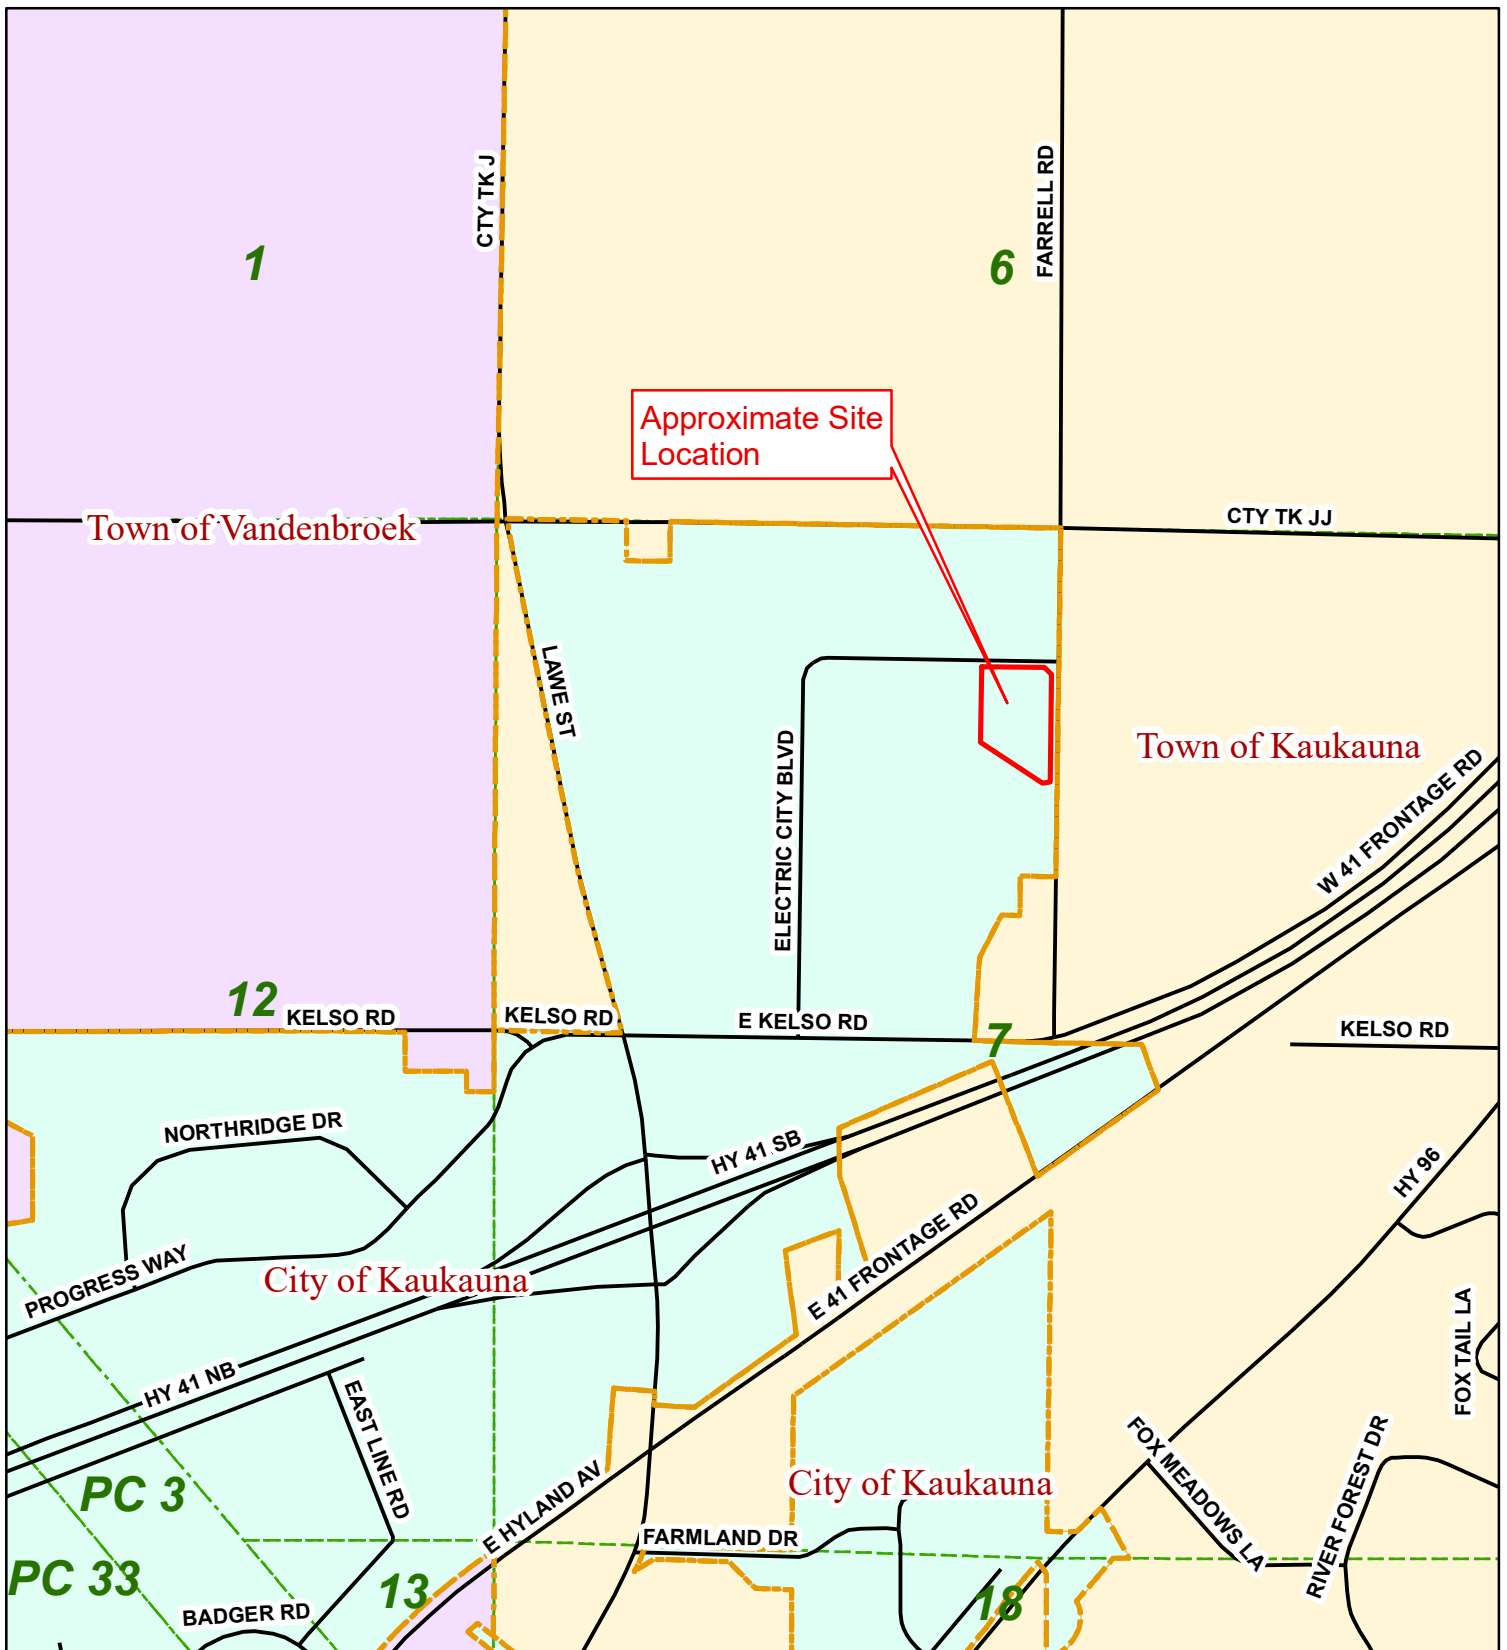 CTY TK J
FARRELL RD
1
6
Approximate Site
Location
Town of Vandenbroek
CTY TK JJ
LAWE ST
ELECTRIC CITY BLVD
Town of Kaukauna
W 41 FRONTAGE RD
12
KELSO RD
KELSO RD
E KELSO RD
7
KELSO RD
NORTHRIDGE DR
HY 41 SB
HY 96
PROGRESS WAY
City of Kaukauna
E 41 FRONTAGE RD
FOX TAIL LA
HY 41 NB
EAST LINE RD
PC 3
City of Kaukauna
FOX MEADOWS LA
RIVER FOREST DR
E HYLAND AV
FARMLAND DR
PC 33
13
18
BADGER RD